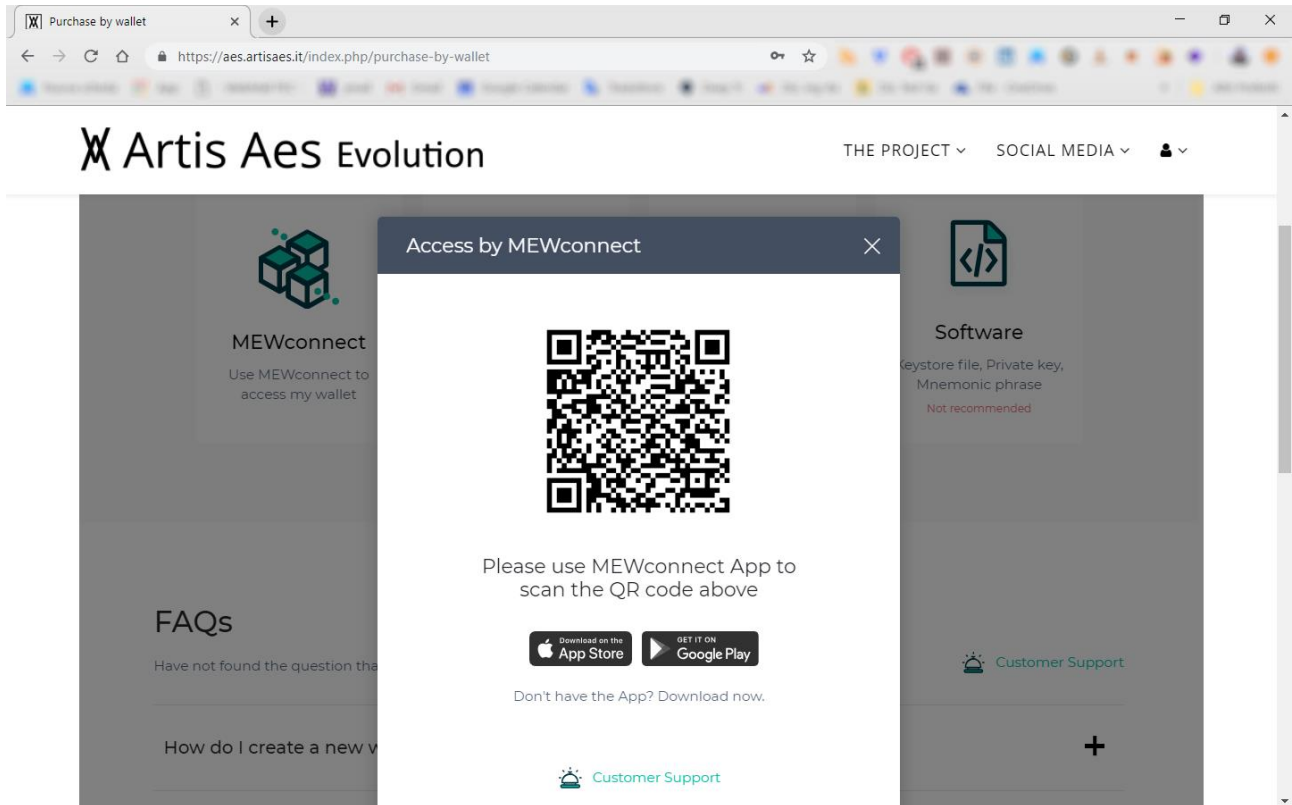 Purchase by wallet
https://aes.artisaes.it/index.php/purchase-by-wallet
Artis Aes Evolution
THE PROJECT
SOCIAL MEDIA
Access by MEWconnect
MEWconnect
Use MEWconnect to
access my wallet
Software
Keystore file, Private key,
Mnemonic phrase
Not recommended
Please use MEWconnect App to
scan the QR code above
Download on the
App Store
GET IT ON
Google Play
Don't have the App? Download now.
FAQs
Have not found the question tha
Customer Support
How do I create a new w
Customer Support